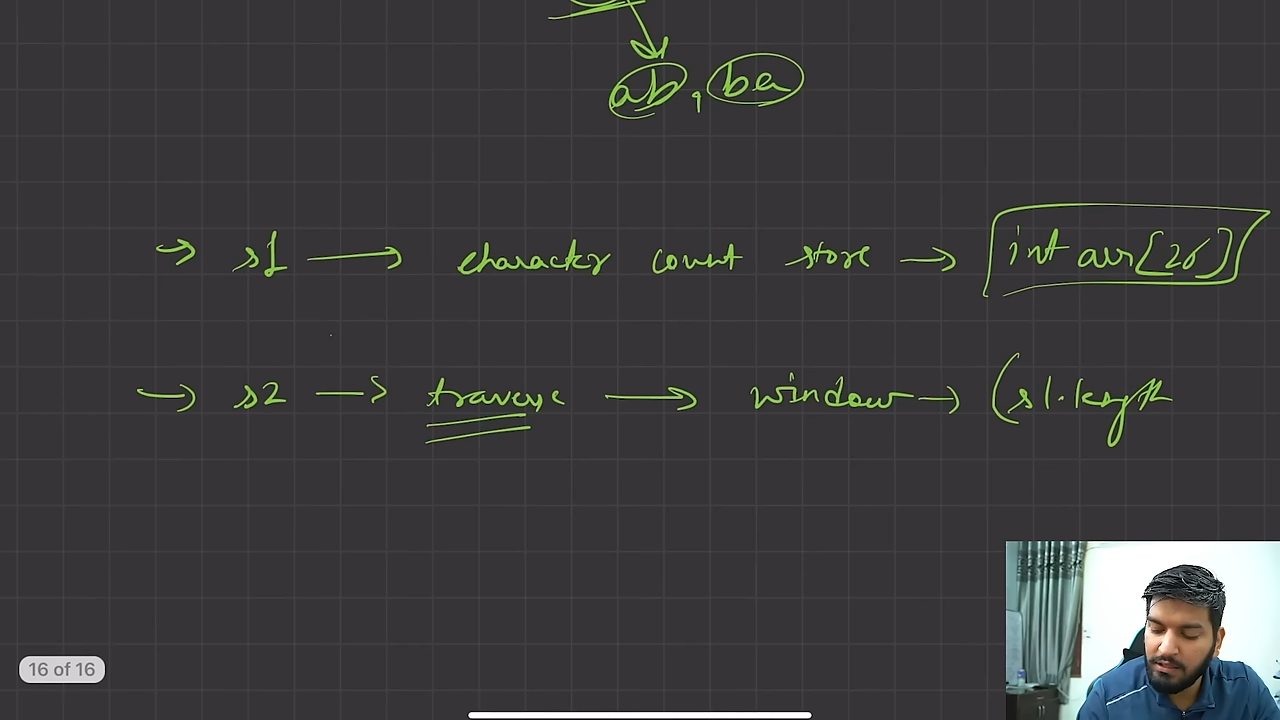 ab, ba
→ s1 → character count store → int arr[26]
→ s2 → traverse → window → (s1.length
16 of 16